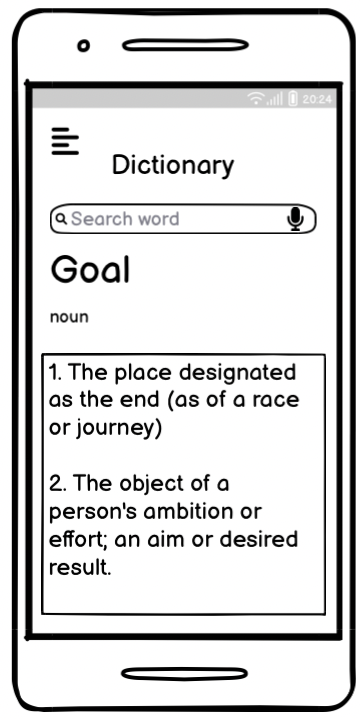 20:24
Dictionary
Search word
Goal
noun
1. The place designated
as the end (as of a race
or journey)
2. The object of a
person's ambition or
effort; an aim or desired
result.